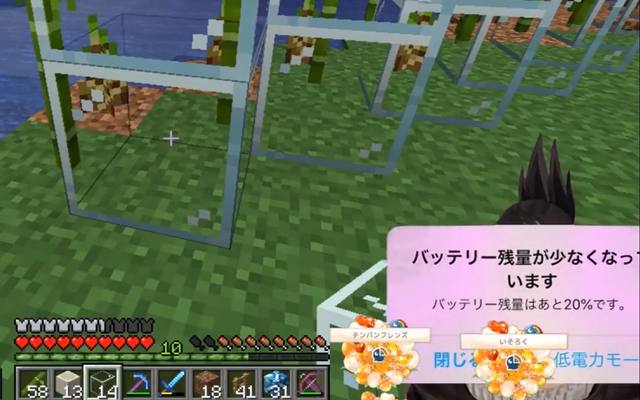 バッテリー残量が少なくなって
います
バッテリー残量はあと20%です。
テンパンフレンズ
いそろく
閉じる
低電力モー
10
58 13 14 18 41 31